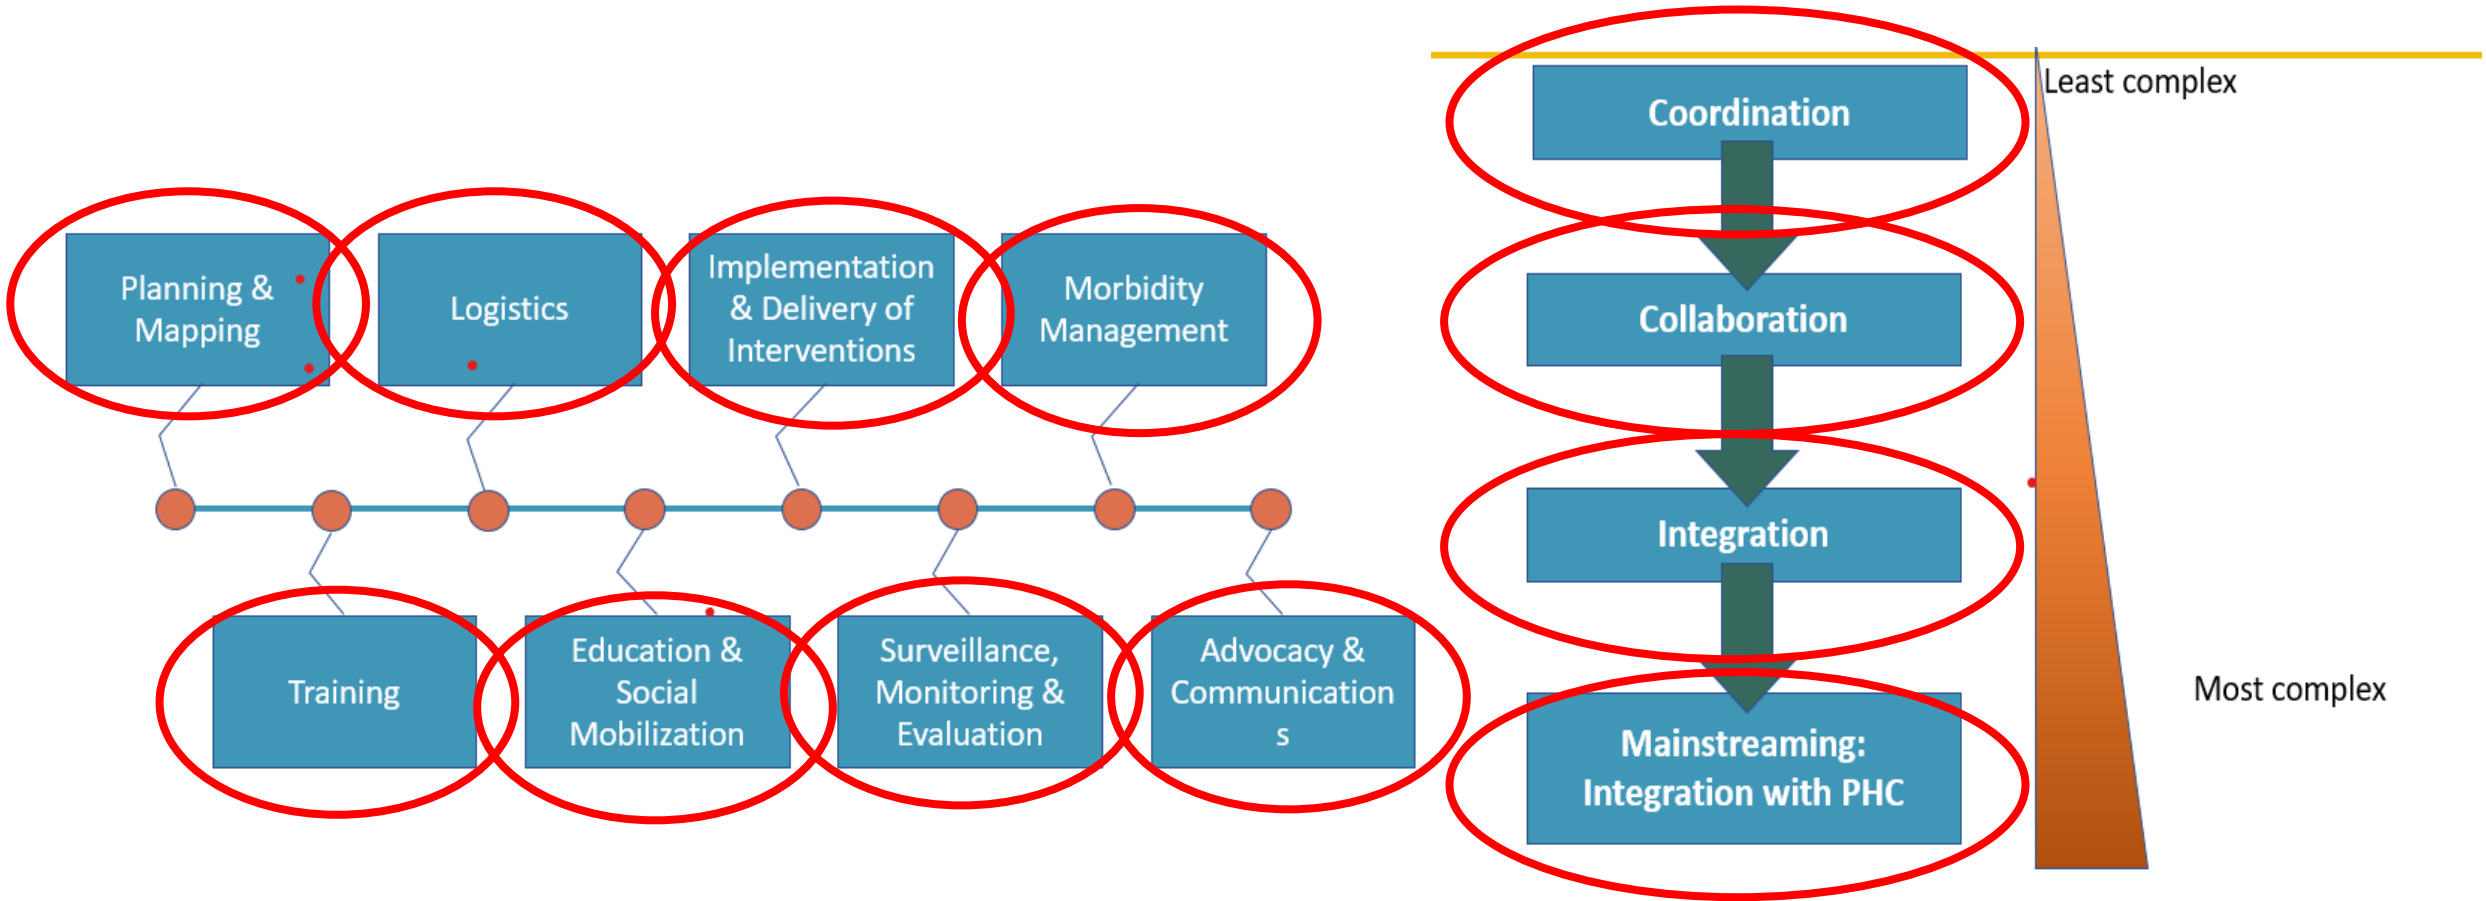 Planning &
Mapping
Logistics
Implementation
& Delivery of
Interventions
Morbidity
Management
Training
Education &
Social
Mobilization
Surveillance,
Monitoring &
Evaluation
Advocacy &
Communication
s
Coordination
Collaboration
Integration
Mainstreaming:
Integration with PHC
Least complex
Most complex